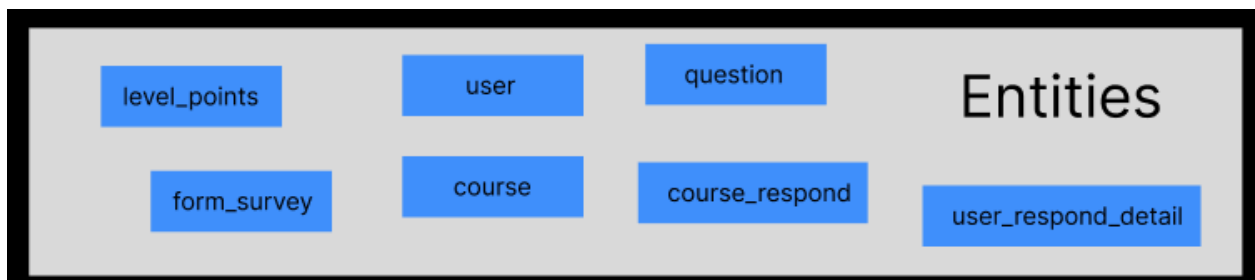 level_points
user
question
Entities
form_survey
course
course_respond
user_respond_detail